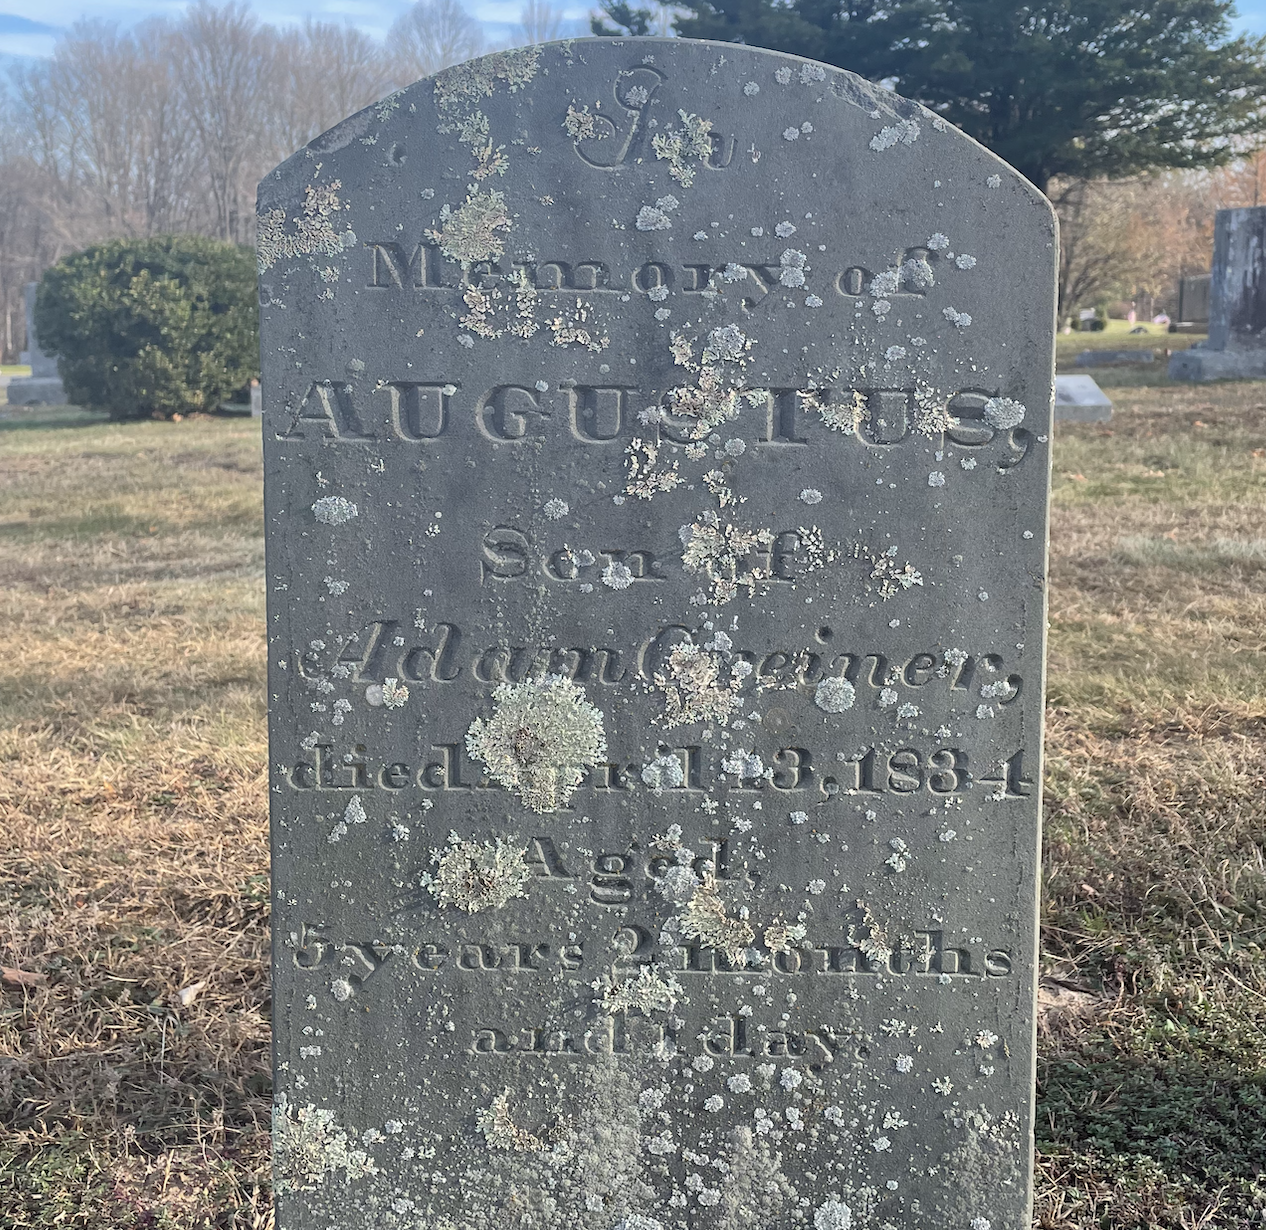 In
Memory of
AUGUSTUS,
Son of
Adam Greiner,
died April 13, 1834
Aged,
5 years 2 months
and 1 day.